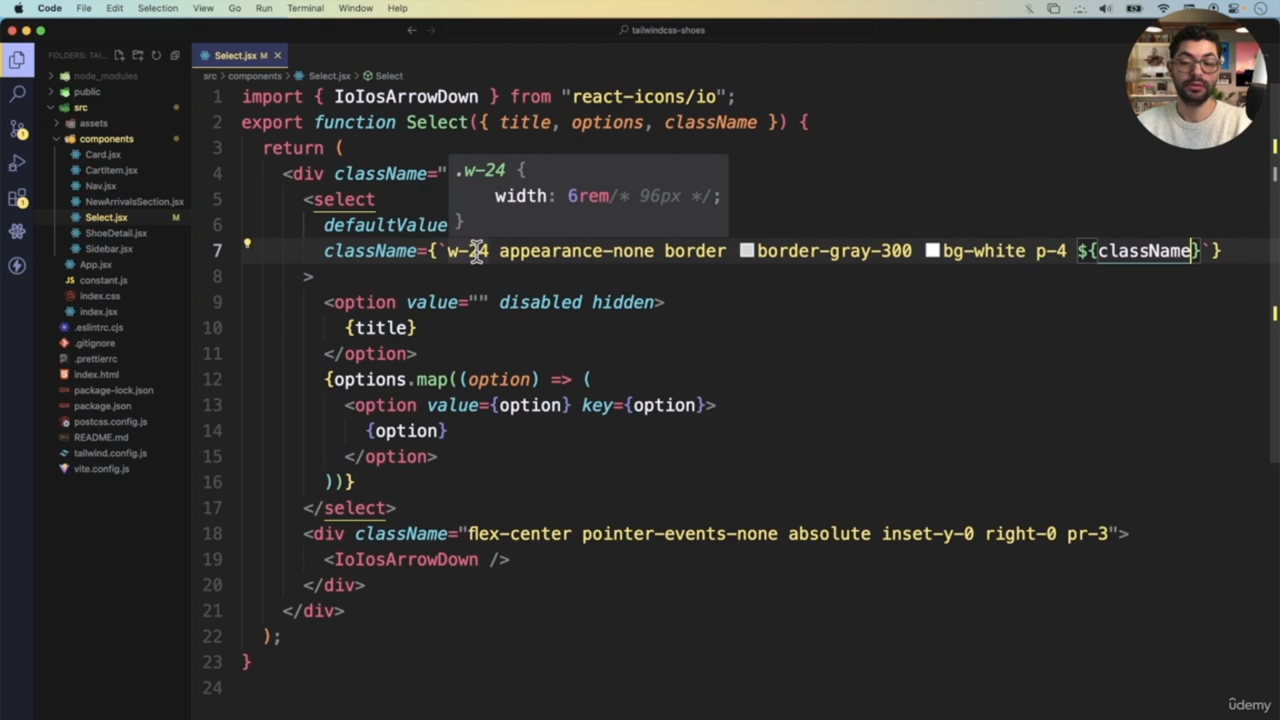 Code File Edit Selection View Go Run Terminal Window Help
tailwindcss-shoes
FOLDERS: TAI...
Select.jsx M
src > components > Select.jsx > Select
node_modules
public
src
assets
components
Card.jsx
CartItem.jsx
Nav.jsx
NewArrivalsSection.jsx
Select.jsx M
ShoeDetail.jsx
Sidebar.jsx
App.jsx
constant.js
index.css
index.jsx
.eslintrc.cjs
.gitignore
.prettierrc
index.html
package-lock.json
package.json
postcss.config.js
README.md
tailwind.config.js
vite.config.js
1 import { IoIosArrowDown } from "react-icons/io";
2 export function Select({ title, options, className }) {
3 return (
4 <div className="
.w-24 {
width: 6rem/* 96px */;
}
5 <select
6 defaultValue
7 className={`w-24 appearance-none border border-gray-300 bg-white p-4 ${className}`}
8 >
9 <option value="" disabled hidden>
10 {title}
11 </option>
12 {options.map((option) => (
13 <option value={option} key={option}>
14 {option}
15 </option>
16 ))}
17 </select>
18 <div className="flex-center pointer-events-none absolute inset-y-0 right-0 pr-3">
19 <IoIosArrowDown />
20 </div>
21 </div>
22 );
23 }
24
ûdemy